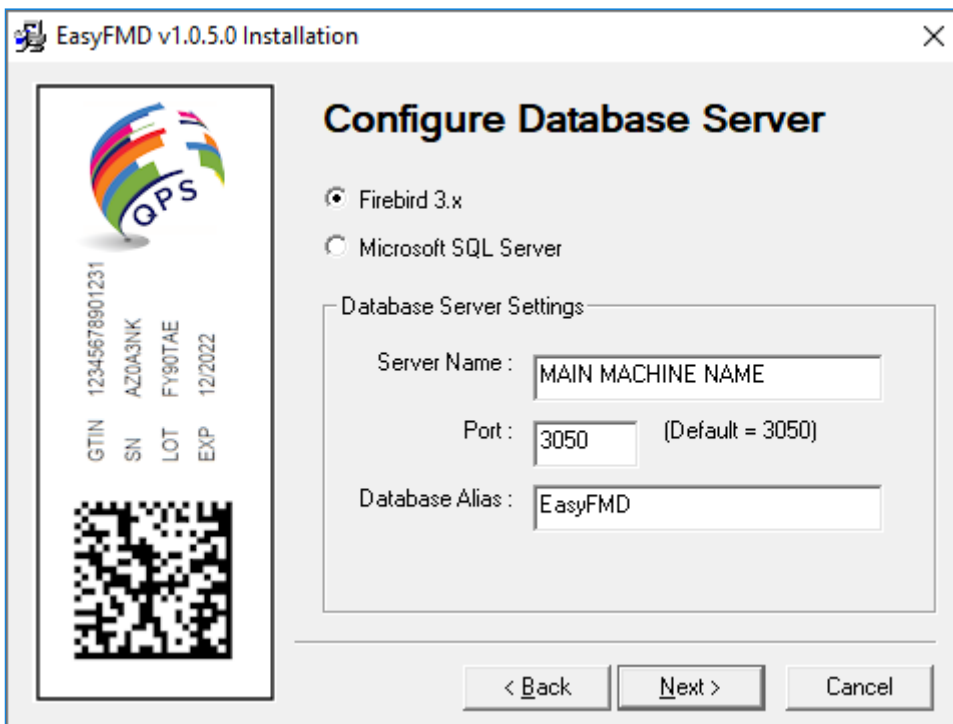 EasyFMD v1.0.5.0 Installation
QPS
GTIN 12345678901231
SN AZ0A3NK
LOT FY90TAE
EXP 12/2022
Configure Database Server
Firebird 3.x
Microsoft SQL Server
Database Server Settings
Server Name : MAIN MACHINE NAME
Port : 3050 (Default = 3050)
Database Alias : EasyFMD
< Back Next > Cancel